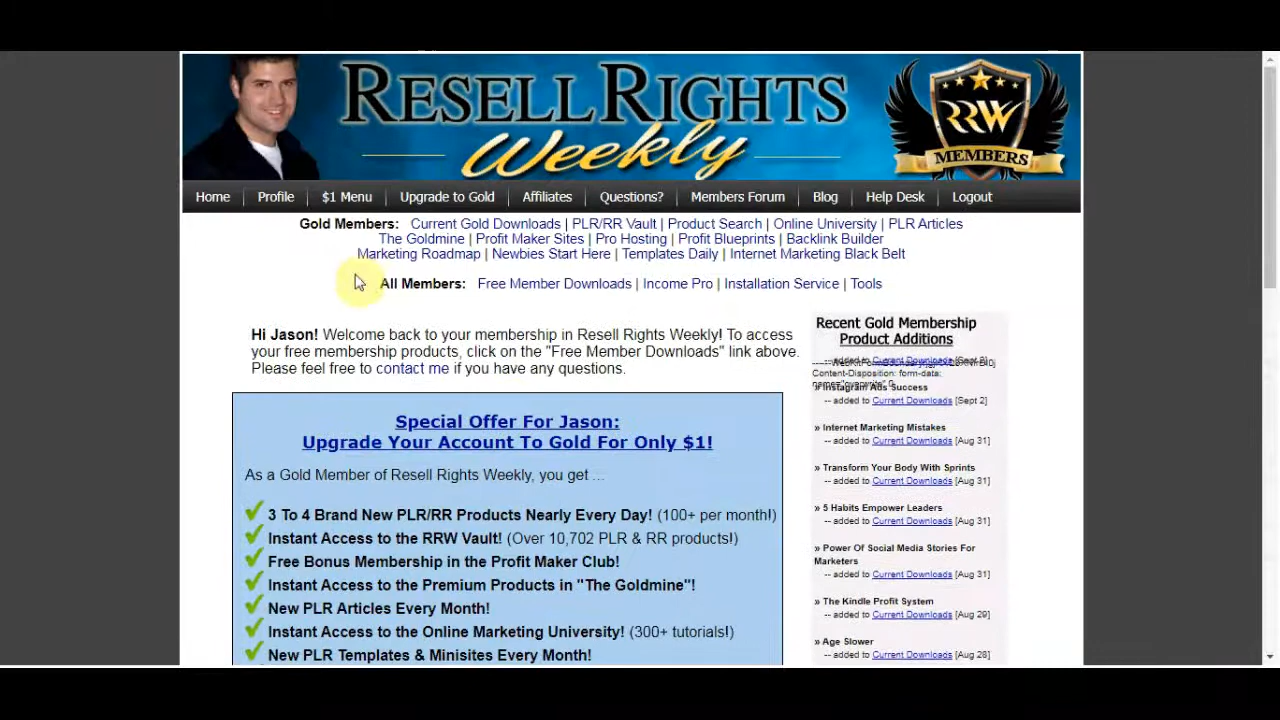 RESELL RIGHTS
Weekly
RRW
MEMBERS
Home Profile $1 Menu Upgrade to Gold Affiliates Questions? Members Forum Blog Help Desk Logout
Gold Members: Current Gold Downloads | PLR/RR Vault | Product Search | Online University | PLR Articles
The Goldmine | Profit Maker Sites | Pro Hosting | Profit Blueprints | Backlink Builder
Marketing Roadmap | Newbies Start Here | Templates Daily | Internet Marketing Black Belt
All Members: Free Member Downloads | Income Pro | Installation Service | Tools
Hi Jason! Welcome back to your membership in Resell Rights Weekly! To access
your free membership products, click on the "Free Member Downloads" link above.
Please feel free to contact me if you have any questions.
Special Offer For Jason:
Upgrade Your Account To Gold For Only $1!
As a Gold Member of Resell Rights Weekly, you get ...
3 To 4 Brand New PLR/RR Products Nearly Every Day! (100+ per month!)
Instant Access to the RRW Vault! (Over 10,702 PLR & RR products!)
Free Bonus Membership in the Profit Maker Club!
Instant Access to the Premium Products in "The Goldmine"!
New PLR Articles Every Month!
Instant Access to the Online Marketing University! (300+ tutorials!)
New PLR Templates & Minisites Every Month!
Recent Gold Membership
Product Additions
-- added to Current Downloads [Sept 2]
Content-Disposition: form-data;
» Instagram Ads Success
-- added to Current Downloads [Sept 2]
» Internet Marketing Mistakes
-- added to Current Downloads [Aug 31]
» Transform Your Body With Sprints
-- added to Current Downloads [Aug 31]
» 5 Habits Empower Leaders
-- added to Current Downloads [Aug 31]
» Power Of Social Media Stories For
Marketers
-- added to Current Downloads [Aug 31]
» The Kindle Profit System
-- added to Current Downloads [Aug 29]
» Age Slower
-- added to Current Downloads [Aug 28]